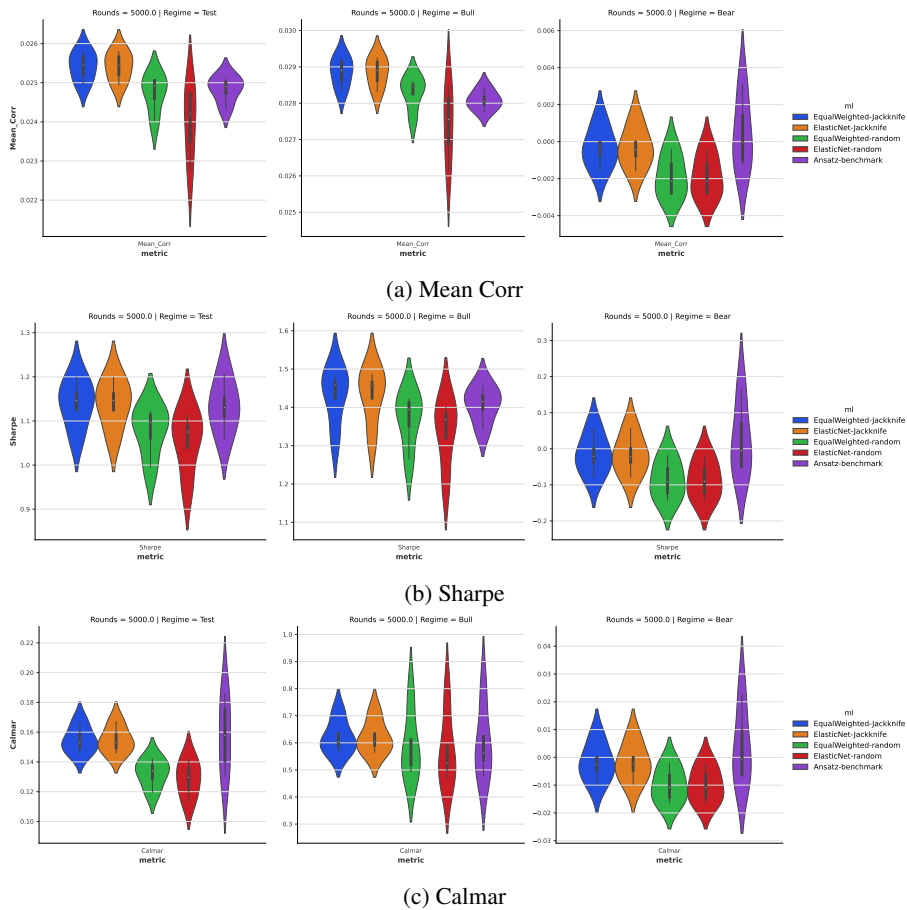 Rounds = 5000.0 | Regime = Test
Rounds = 5000.0 | Regime = Bull
Rounds = 5000.0 | Regime = Bear
0.026
0.025
0.024
0.023
0.022
Mean_Corr
Mean_Corr
metric
0.030
0.029
0.028
0.027
0.026
0.025
Mean_Corr
metric
0.006
0.004
0.002
0.000
−0.002
−0.004
Mean_Corr
metric
ml
EqualWeighted-Jackknife
ElasticNet-Jackknife
EqualWeighted-random
ElasticNet-random
Ansatz-benchmark
(a) Mean Corr
Rounds = 5000.0 | Regime = Test
Rounds = 5000.0 | Regime = Bull
Rounds = 5000.0 | Regime = Bear
1.3
1.2
1.1
1.0
0.9
Sharpe
Sharpe
metric
1.6
1.5
1.4
1.3
1.2
1.1
Sharpe
metric
0.3
0.2
0.1
0.0
−0.1
−0.2
Sharpe
metric
ml
EqualWeighted-Jackknife
ElasticNet-Jackknife
EqualWeighted-random
ElasticNet-random
Ansatz-benchmark
(b) Sharpe
Rounds = 5000.0 | Regime = Test
Rounds = 5000.0 | Regime = Bull
Rounds = 5000.0 | Regime = Bear
0.22
0.20
0.18
0.16
0.14
0.12
0.10
Calmar
Calmar
metric
1.0
0.9
0.8
0.7
0.6
0.5
0.4
0.3
Calmar
metric
0.04
0.03
0.02
0.01
0.00
−0.01
−0.02
−0.03
Calmar
metric
ml
EqualWeighted-Jackknife
ElasticNet-Jackknife
EqualWeighted-random
ElasticNet-random
Ansatz-benchmark
(c) Calmar